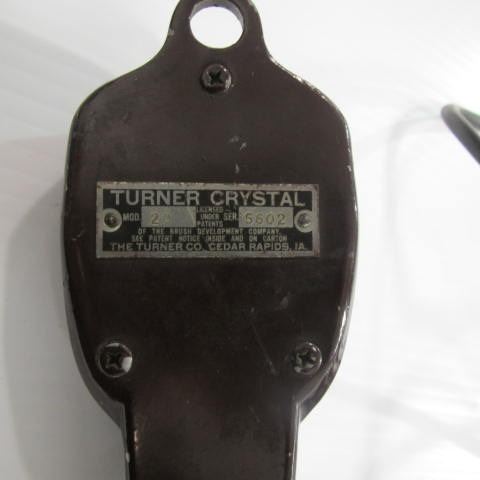 TURNER CRYSTAL
MOD. LICENSED UNDER PATENTS SER. 5602
OF THE BRUSH DEVELOPMENT COMPANY.
SEE PATENT NOTICE INSIDE AND ON CARTON
THE TURNER CO. CEDAR RAPIDS, IA.